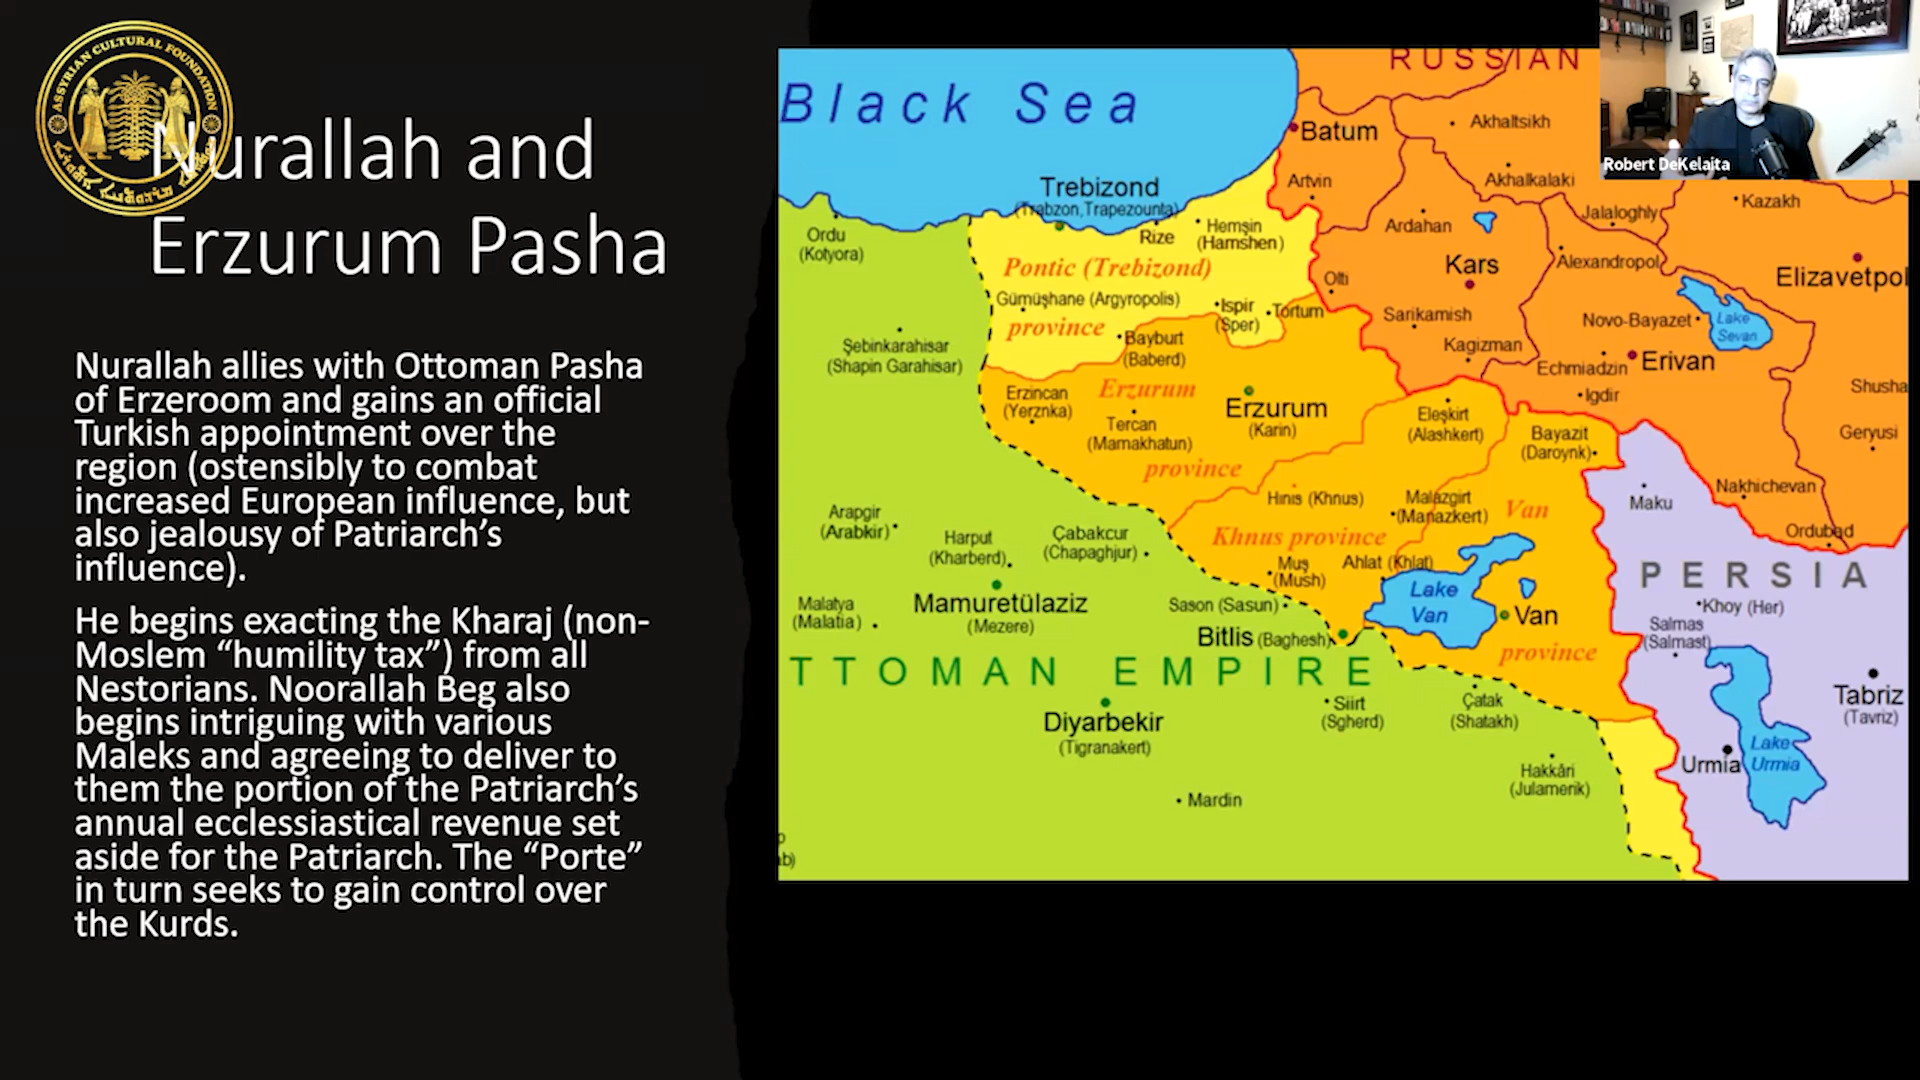 ASSYRIAN CULTURAL FOUNDATION
Nurallah and
Erzurum Pasha
Nurallah allies with Ottoman Pasha
of Erzeroom and gains an official
Turkish appointment over the
region (ostensibly to combat
increased European influence, but
also jealousy of Patriarch’s
influence).
He begins exacting the Kharaj (non-
Moslem “humility tax”) from all
Nestorians. Noorallah Beg also
begins intriguing with various
Maleks and agreeing to deliver to
them the portion of the Patriarch’s
annual ecclessiastical revenue set
aside for the Patriarch. The “Porte”
in turn seeks to gain control over
the Kurds.
Black Sea
RUSSIAN
Robert DeKelaita
Batum
Akhaltsikh
Artvin
Akhalkalaki
Trebizond
(Trabzon,Trapezounta)
Kazakh
Jalaloghly
Ardahan
Hemşin
(Hamshen)
Rize
Ordu
(Kotyora)
Pontic (Trebizond)
province
Kars
Alexandropol
Elizavetpol
Olti
Gümüşhane (Argyropolis)
Ispir
(Sper)
Tortum
Sarikamish
Novo-Bayazet
Lake
Sevan
Bayburt
(Baberd)
Şebinkarahisar
(Shapin Garahisar)
Kagizman
Echmiadzin
Erivan
Igdir
Shusha
Erzincan
(Yerznka)
Erzurum
province
Erzurum
(Karin)
Tercan
(Mamakhatun)
Eleşkirt
(Alashkert)
Bayazit
(Daroynk)
Geryusi
Nakhichevan
Maku
Ordubad
Hınıs (Khnus)
Malazgirt
(Manazkert)
Van
province
Khnus province
Arapgir
(Arabkir)
Harput
(Kharberd)
Çabakcur
(Chapaghjur)
Muş
(Mush)
Ahlat (Khlat)
Lake
Van
Van
PERSIA
Khoy (Her)
Salmas
(Salmast)
Malatya
(Malatia)
Mamuretülaziz
(Mezere)
Sason (Sasun)
Bitlis (Baghesh)
TTOMAN EMPIRE
Diyarbekir
(Tigranakert)
Siirt
(Sgherd)
Çatak
(Shatakh)
Tabriz
(Tavriz)
Urmia
Lake
Urmia
Hakkâri
(Julamerik)
Mardin